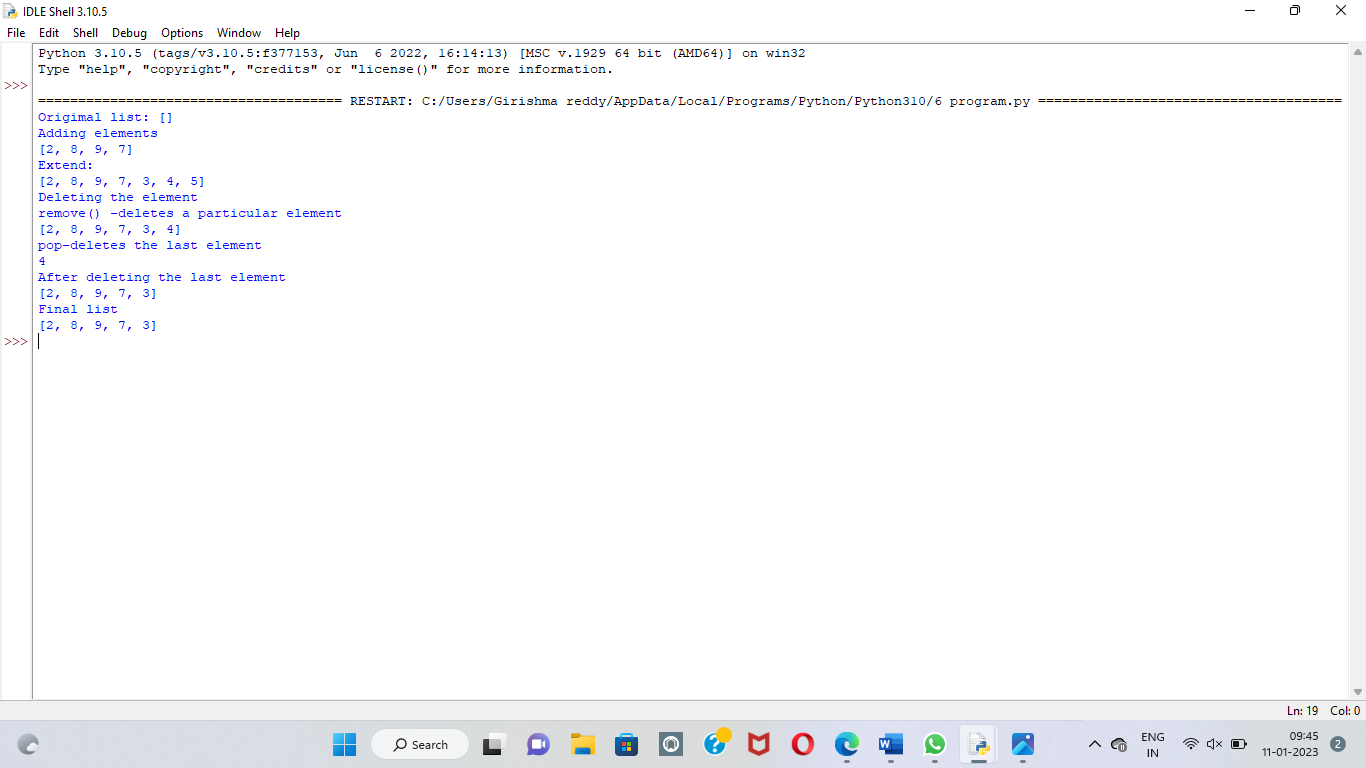 IDLE Shell 3.10.5
File Edit Shell Debug Options Window Help
Python 3.10.5 (tags/v3.10.5:f377153, Jun  6 2022, 16:14:13) [MSC v.1929 64 bit (AMD64)] on win32
Type "help", "copyright", "credits" or "license()" for more information.
>>>
====================================== RESTART: C:/Users/Girishma reddy/AppData/Local/Programs/Python/Python310/6 program.py ======================================
Origimal list: []
Adding elements
[2, 8, 9, 7]
Extend:
[2, 8, 9, 7, 3, 4, 5]
Deleting the element
remove() -deletes a particular element
[2, 8, 9, 7, 3, 4]
pop-deletes the last element
4
After deleting the last element
[2, 8, 9, 7, 3]
Final list
[2, 8, 9, 7, 3]
>>>
Ln: 19 Col: 0
Search
ENG
IN
09:45
11-01-2023
2